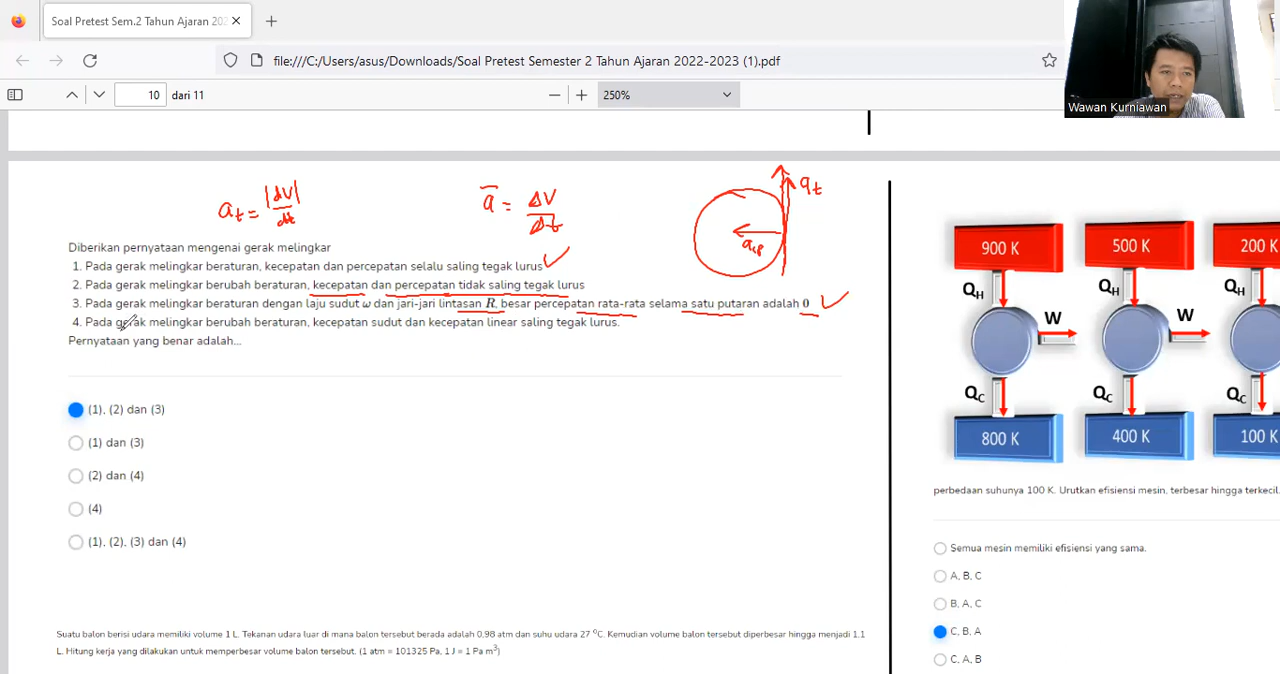 Soal Pretest Sem.2 Tahun Ajaran 202
file:///C:/Users/asus/Downloads/Soal Pretest Semester 2 Tahun Ajaran 2022-2023 (1).pdf
10 dari 11
250%
Wawan Kurniawan
a_t = |dV|/dt
a̅ = ΔV/Δt
a_t
a_cp
Diberikan pernyataan mengenai gerak melingkar
1. Pada gerak melingkar beraturan, kecepatan dan percepatan selalu saling tegak lurus
2. Pada gerak melingkar berubah beraturan, kecepatan dan percepatan tidak saling tegak lurus
3. Pada gerak melingkar beraturan dengan laju sudut ω dan jari-jari lintasan R, besar percepatan rata-rata selama satu putaran adalah 0
4. Pada gerak melingkar berubah beraturan, kecepatan sudut dan kecepatan linear saling tegak lurus.
Pernyataan yang benar adalah...
(1), (2) dan (3)
(1) dan (3)
(2) dan (4)
(4)
(1), (2), (3) dan (4)
Suatu balon berisi udara memiliki volume 1 L. Tekanan udara luar di mana balon tersebut berada adalah 0,98 atm dan suhu udara 27 °C. Kemudian volume balon tersebut diperbesar hingga menjadi 1,1
L. Hitung kerja yang dilakukan untuk memperbesar volume balon tersebut. (1 atm = 101325 Pa, 1 J = 1 Pa m³)
900 K 500 K 200 K
Q_H Q_H Q_H
W W
Q_C Q_C Q_C
800 K 400 K 100 K
perbedaan suhunya 100 K. Urutkan efisiensi mesin, terbesar hingga terkecil.
Semua mesin memiliki efisiensi yang sama.
A, B, C
B, A, C
C, B, A
C, A, B